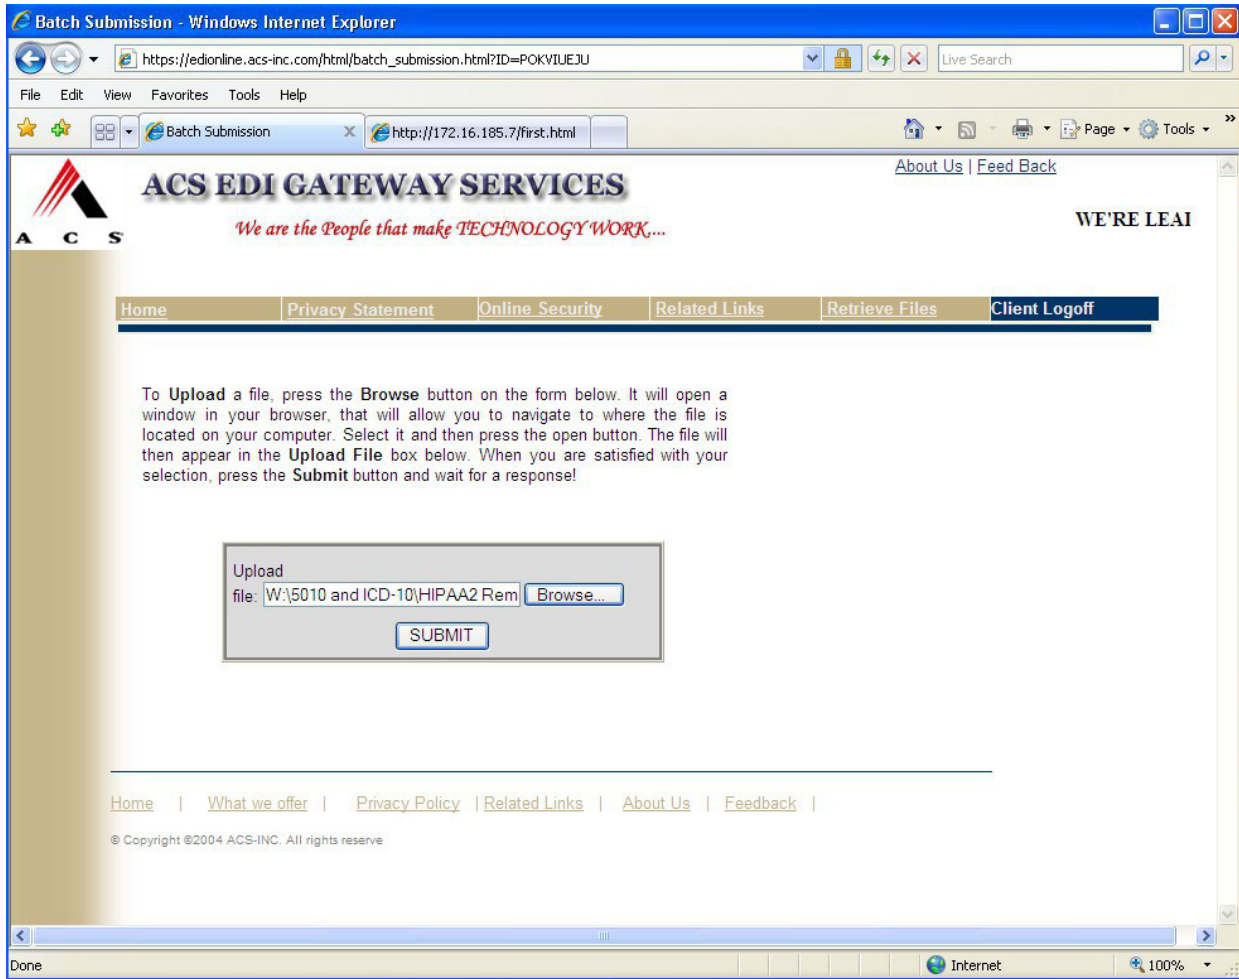 Batch Submission - Windows Internet Explorer
https://edionline.acs-inc.com/html/batch_submission.html?ID=POKVIUEJU
Live Search
File Edit View Favorites Tools Help
Batch Submission X http://172.16.185.7/first.html Page Tools »
About Us | Feed Back
ACS EDI GATEWAY SERVICES
We are the People that make TECHNOLOGY WORK,...
WE'RE LEAI
A C S
Home Privacy Statement Online Security Related Links Retrieve Files Client Logoff
To Upload a file, press the Browse button on the form below. It will open a
window in your browser, that will allow you to navigate to where the file is
located on your computer. Select it and then press the open button. The file will
then appear in the Upload File box below. When you are satisfied with your
selection, press the Submit button and wait for a response!
Upload
file: W:\5010 and ICD-10\HIPAA2 Rem Browse...
SUBMIT
Home | What we offer | Privacy Policy | Related Links | About Us | Feedback |
© Copyright ©2004 ACS-INC. All rights reserve
Done Internet 100%